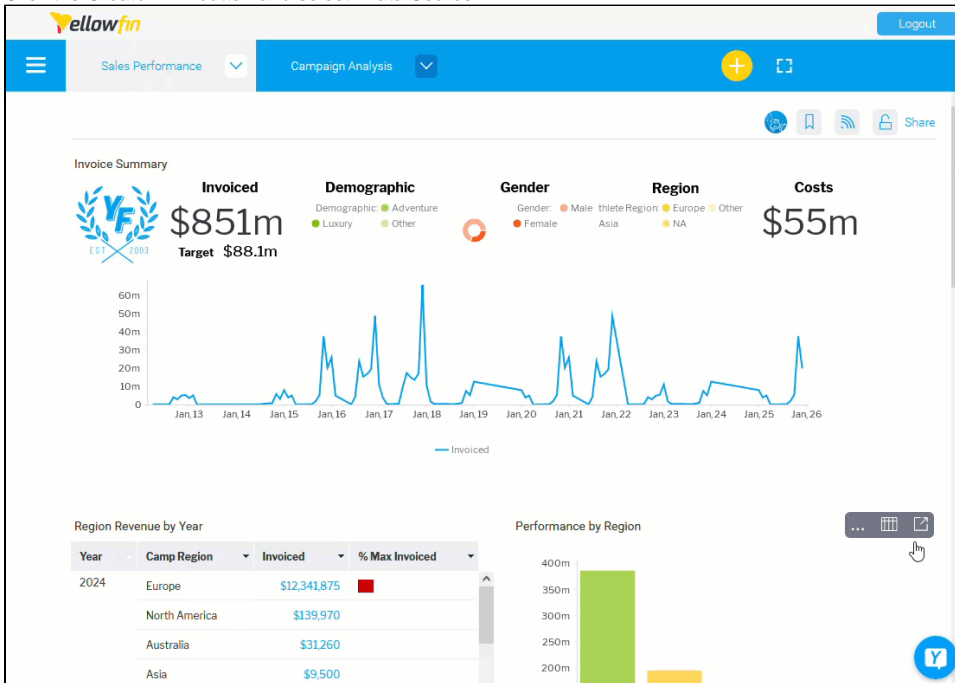 Yellowfin
Logout
Sales Performance
Campaign Analysis
Share
Invoice Summary
YF
EST 2003
Invoiced
$851m
Target $88.1m
Demographic
Demographic: Adventure
Luxury Other
Gender
Gender: Male
Female
Region
thlete Region: Europe Other
Asia NA
Costs
$55m
60m
50m
40m
30m
20m
10m
0
Jan,13 Jan,14 Jan,15 Jan,16 Jan,17 Jan,18 Jan,19 Jan,20 Jan,21 Jan,22 Jan,23 Jan,24 Jan,25 Jan,26
Invoiced
Region Revenue by Year
Year Camp Region Invoiced % Max Invoiced
2024 Europe $12,341,875
North America $139,970
Australia $31,260
Asia $9,500
Performance by Region
...
400m
350m
300m
250m
200m